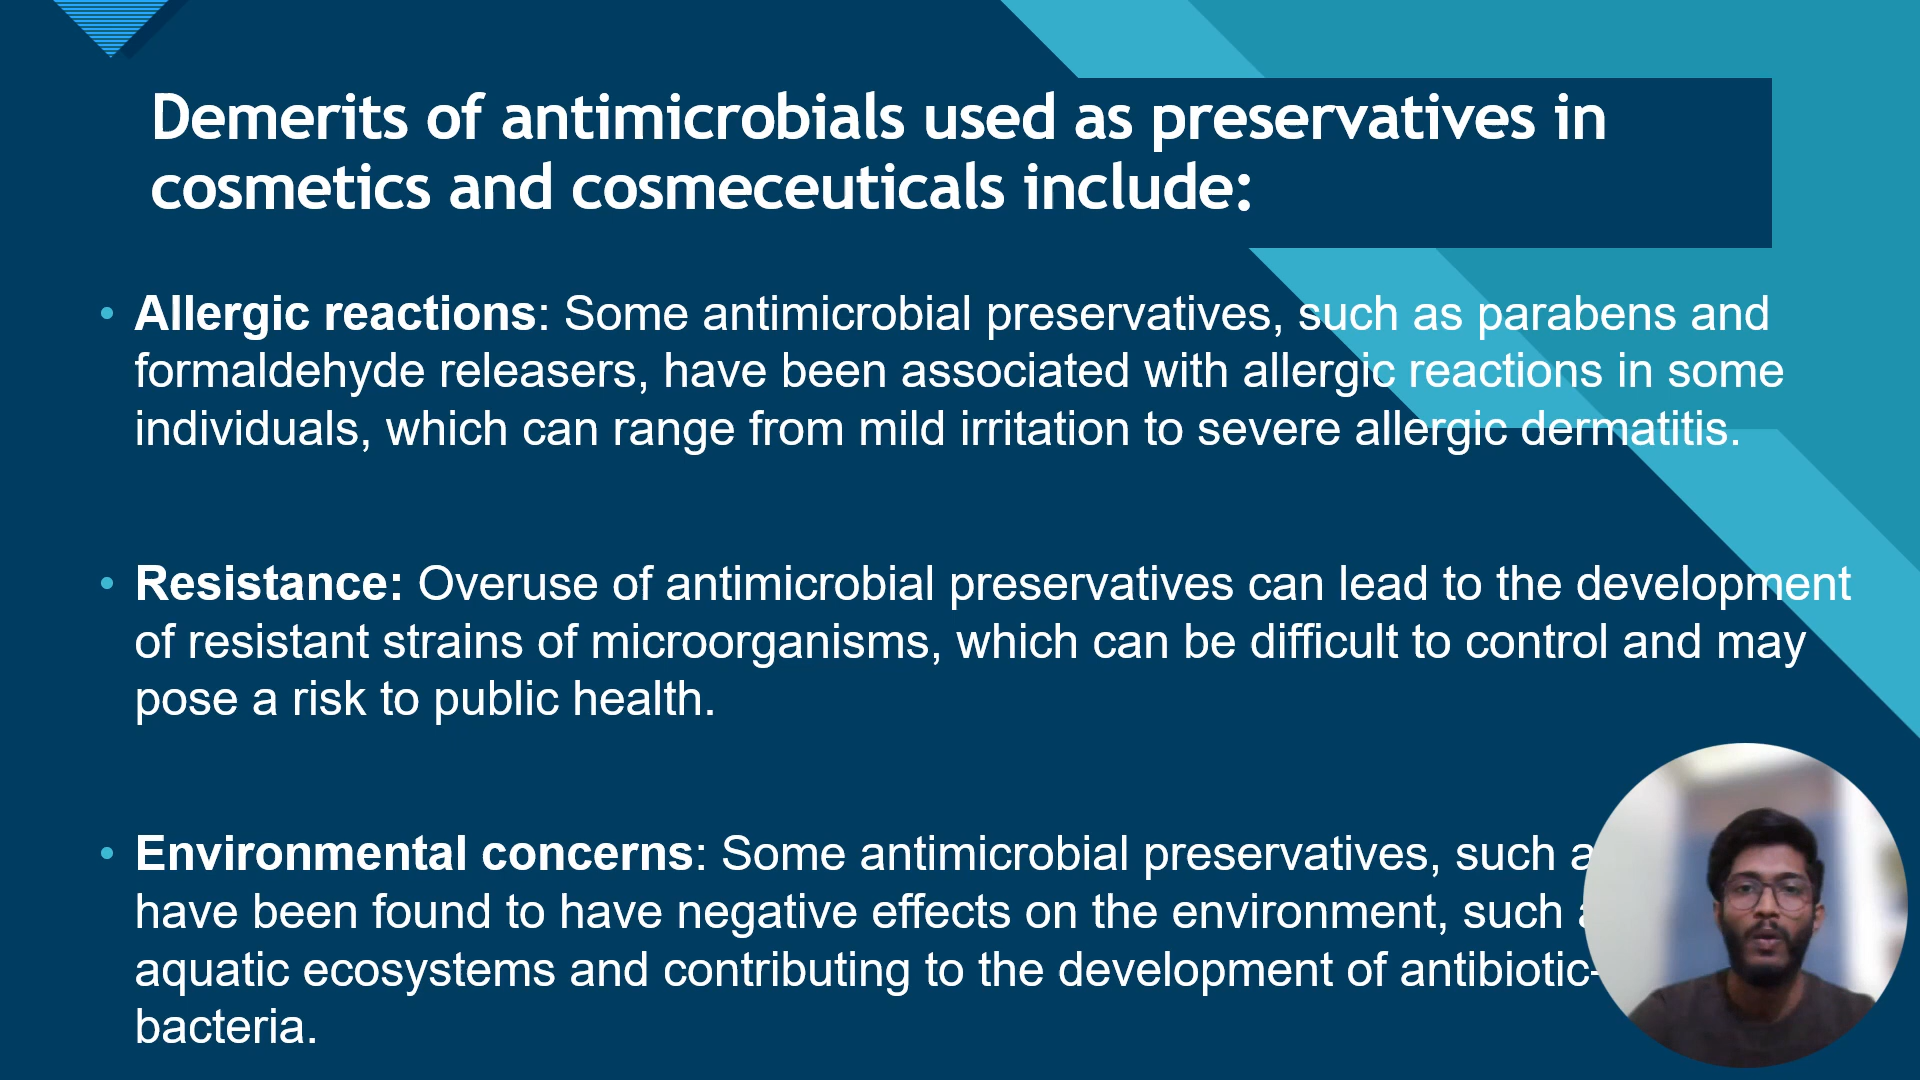 Demerits of antimicrobials used as preservatives in
cosmetics and cosmeceuticals include:
• Allergic reactions: Some antimicrobial preservatives, such as parabens and
formaldehyde releasers, have been associated with allergic reactions in some
individuals, which can range from mild irritation to severe allergic dermatitis.
• Resistance: Overuse of antimicrobial preservatives can lead to the development
of resistant strains of microorganisms, which can be difficult to control and may
pose a risk to public health.
• Environmental concerns: Some antimicrobial preservatives, such
have been found to have negative effects on the environment, such
aquatic ecosystems and contributing to the development of antibiotic-
bacteria.